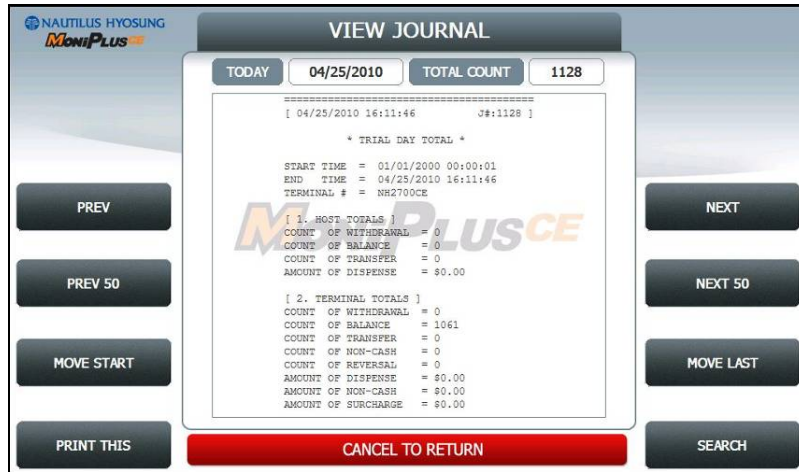 NAUTILUS HYOSUNG
MONIPLUSCE
VIEW JOURNAL
TODAY 04/25/2010 TOTAL COUNT 1128
=======================================
[ 04/25/2010 16:11:46 J#:1128 ]
* TRIAL DAY TOTAL *
START TIME = 01/01/2000 00:00:01
END TIME = 04/25/2010 16:11:46
TERMINAL # = NH2700CE
[ 1. HOST TOTALS ]
COUNT OF WITHDRAWAL = 0
COUNT OF BALANCE = 0
COUNT OF TRANSFER = 0
AMOUNT OF DISPENSE = $0.00
[ 2. TERMINAL TOTALS ]
COUNT OF WITHDRAWAL = 0
COUNT OF BALANCE = 1061
COUNT OF TRANSFER = 0
COUNT OF NON-CASH = 0
COUNT OF REVERSAL = 0
AMOUNT OF DISPENSE = $0.00
AMOUNT OF NON-CASH = $0.00
AMOUNT OF SURCHARGE = $0.00
MONIPLUSCE
PREV
PREV 50
MOVE START
PRINT THIS
NEXT
NEXT 50
MOVE LAST
SEARCH
CANCEL TO RETURN